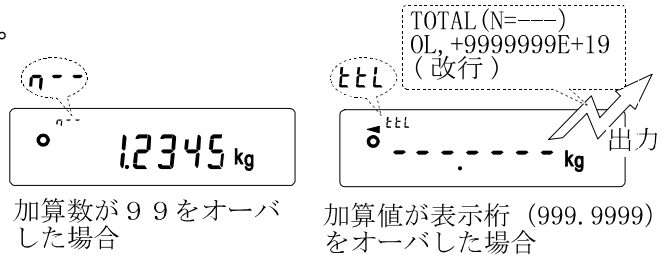 。
TOTAL(N=---)
OL,+9999999E+19
(改行)
n--
ttL
n--
1.2345 kg
ttL
------.- kg
出力
加算数が９９をオーバ
した場合
加算値が表示桁 (999.9999)
をオーバした場合